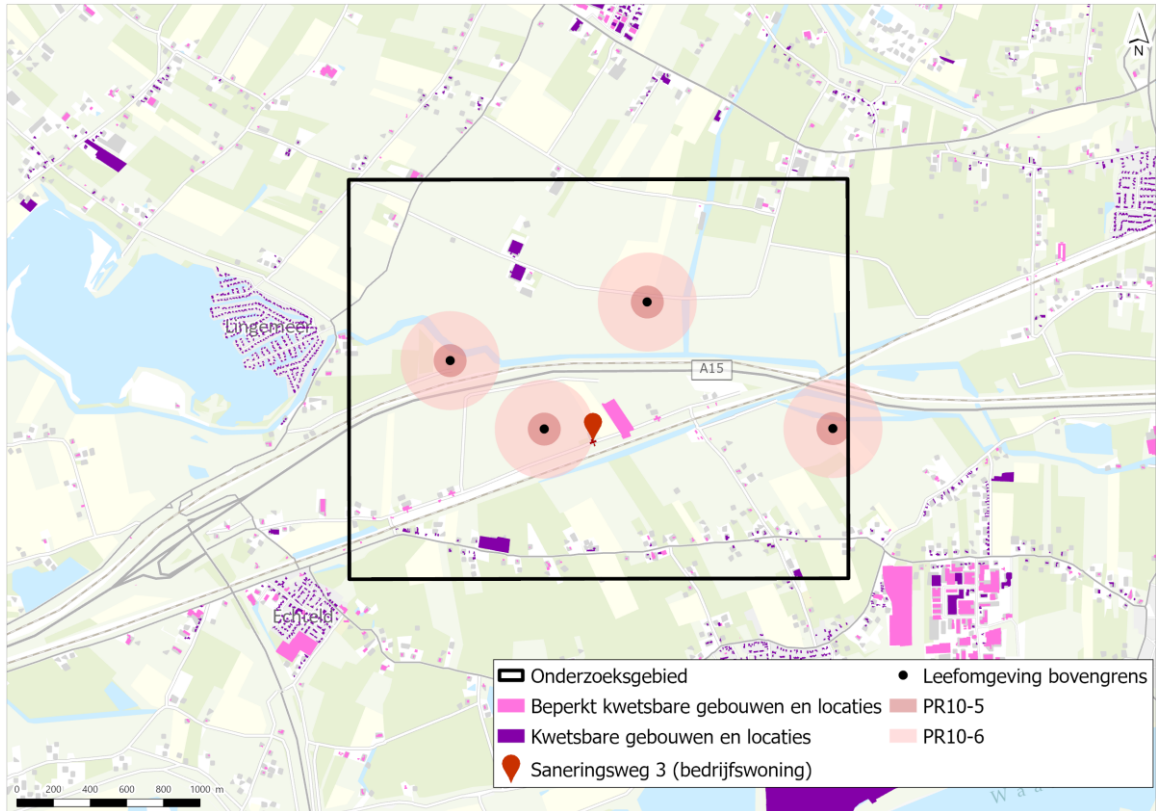 N
Lingemeer
A15
Echteld
Onderzoeksgebied
Beperkt kwetsbare gebouwen en locaties
Kwetsbare gebouwen en locaties
Saneringsweg 3 (bedrijfswoning)
Leefomgeving bovengrens
PR10-5
PR10-6
0 200 400 600 800 1000 m
Waa